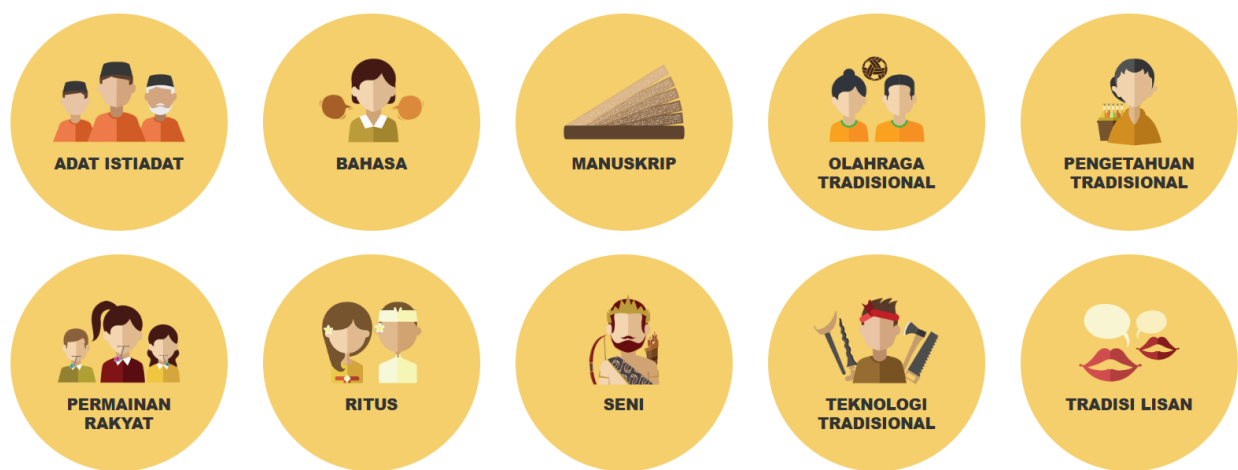 ADAT ISTIADAT
BAHASA
MANUSKRIP
OLAHRAGA
TRADISIONAL
PENGETAHUAN
TRADISIONAL
PERMAINAN
RAKYAT
RITUS
SENI
TEKNOLOGI
TRADISIONAL
TRADISI LISAN